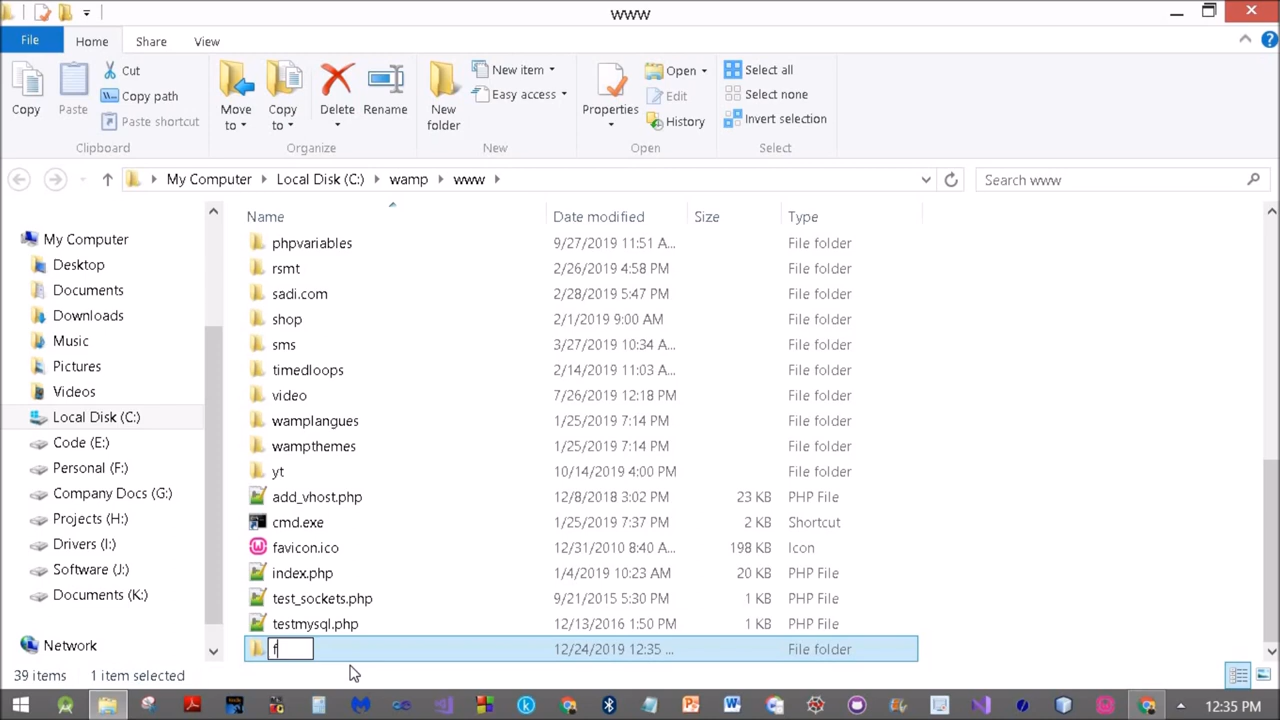 www
File Home Share View
Copy
Paste
Cut
Copy path
Paste shortcut
Clipboard
Move to
Copy to
Delete
Rename
Organize
New folder
New item
Easy access
New
Properties
Open
Edit
History
Open
Select all
Select none
Invert selection
Select
My Computer Local Disk (C:) wamp www
Search www
My Computer
Desktop
Documents
Downloads
Music
Pictures
Videos
Local Disk (C:)
Code (E:)
Personal (F:)
Company Docs (G:)
Projects (H:)
Drivers (I:)
Software (J:)
Documents (K:)
Network
Name Date modified Size Type
phpvariables 9/27/2019 11:51 A... File folder
rsmt 2/26/2019 4:58 PM File folder
sadi.com 2/28/2019 5:47 PM File folder
shop 2/1/2019 9:00 AM File folder
sms 3/27/2019 10:34 A... File folder
timedloops 2/14/2019 11:03 A... File folder
video 7/26/2019 12:18 PM File folder
wamplangues 1/25/2019 7:14 PM File folder
wampthemes 1/25/2019 7:14 PM File folder
yt 10/14/2019 4:00 PM File folder
add_vhost.php 12/8/2018 3:02 PM 23 KB PHP File
cmd.exe 1/25/2019 7:37 PM 2 KB Shortcut
favicon.ico 12/31/2010 8:40 A... 198 KB Icon
index.php 1/4/2019 10:23 AM 20 KB PHP File
test_sockets.php 9/21/2015 5:30 PM 1 KB PHP File
testmysql.php 12/13/2016 1:50 PM 1 KB PHP File
f 12/24/2019 12:35 ... File folder
39 items 1 item selected
12:35 PM